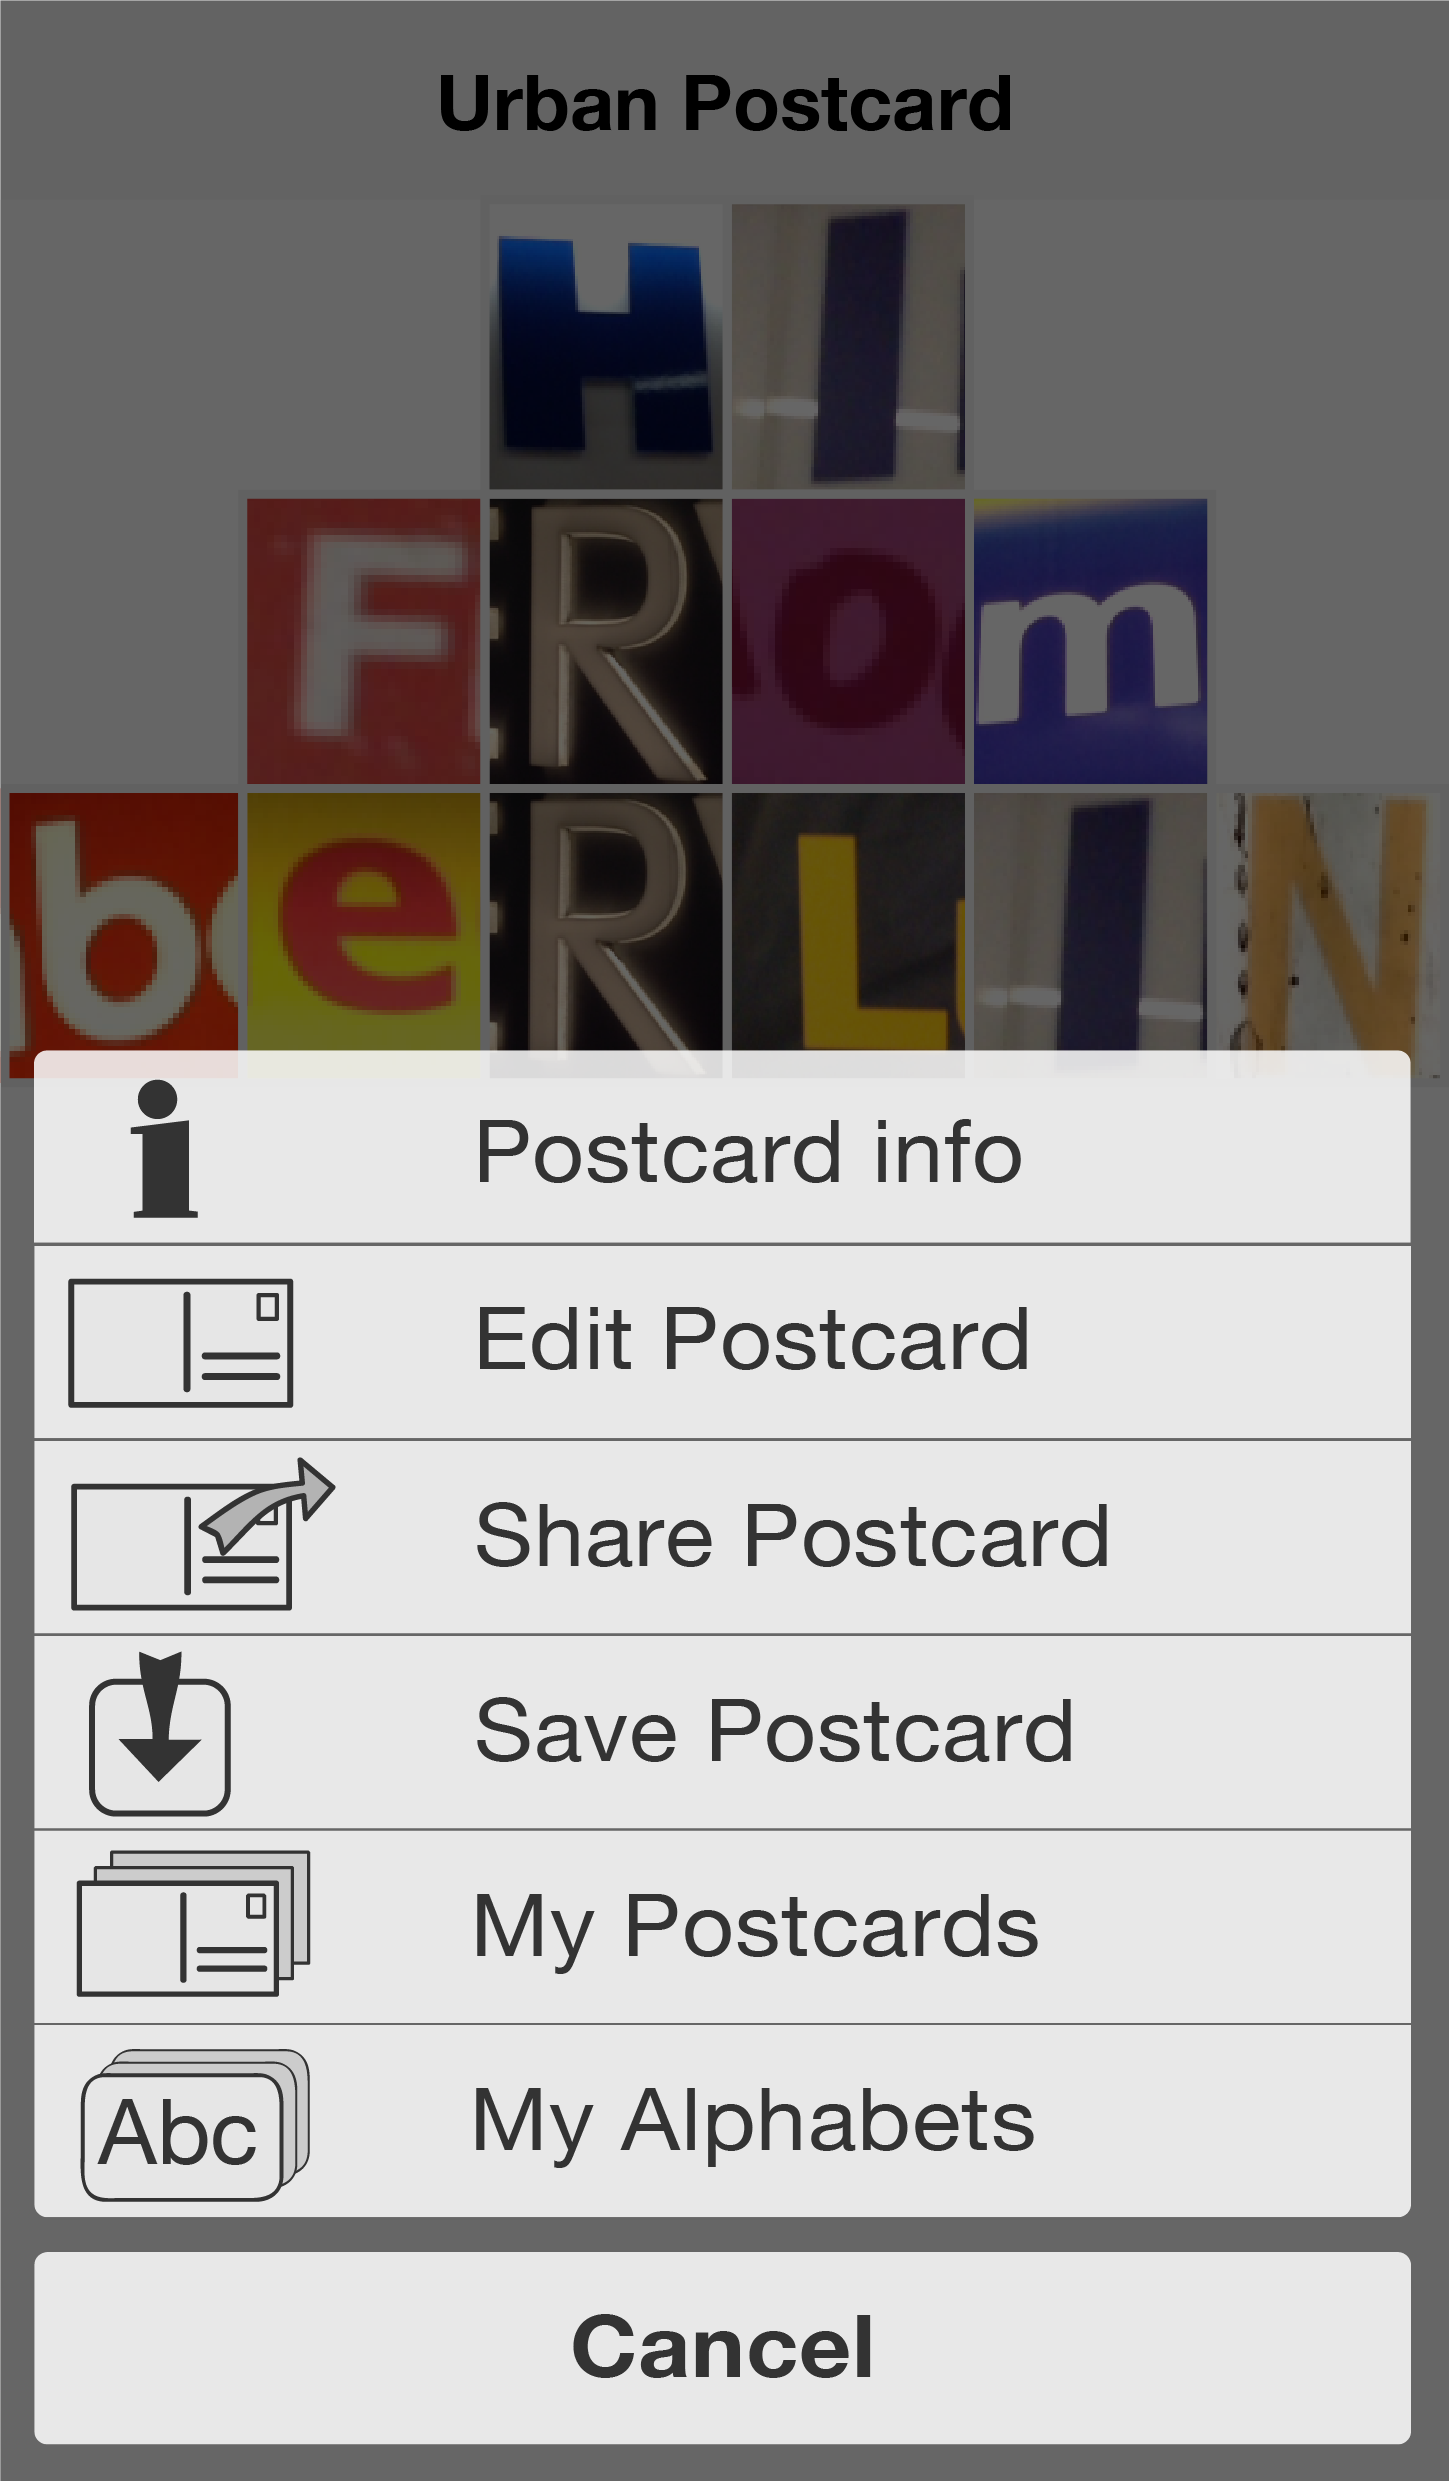 Urban Postcard
HI
FROm
beRLIN
Postcard info
Edit Postcard
Share Postcard
Save Postcard
My Postcards
Abc My Alphabets
Cancel